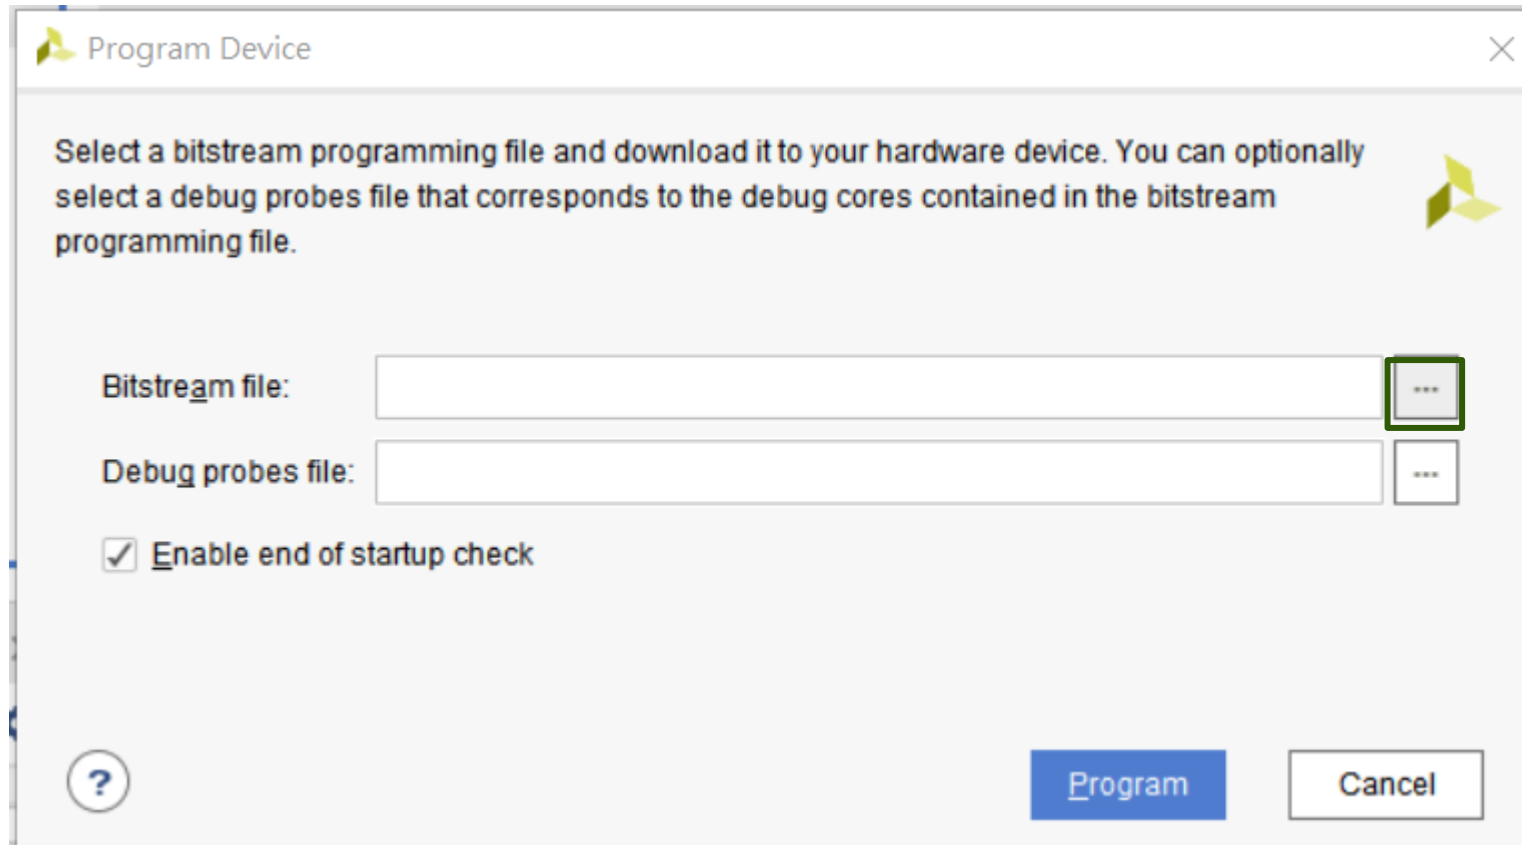 Program Device
Select a bitstream programming file and download it to your hardware device. You can optionally
select a debug probes file that corresponds to the debug cores contained in the bitstream
programming file.
Bitstream file:
...
Debug probes file:
...
Enable end of startup check
?
Program
Cancel